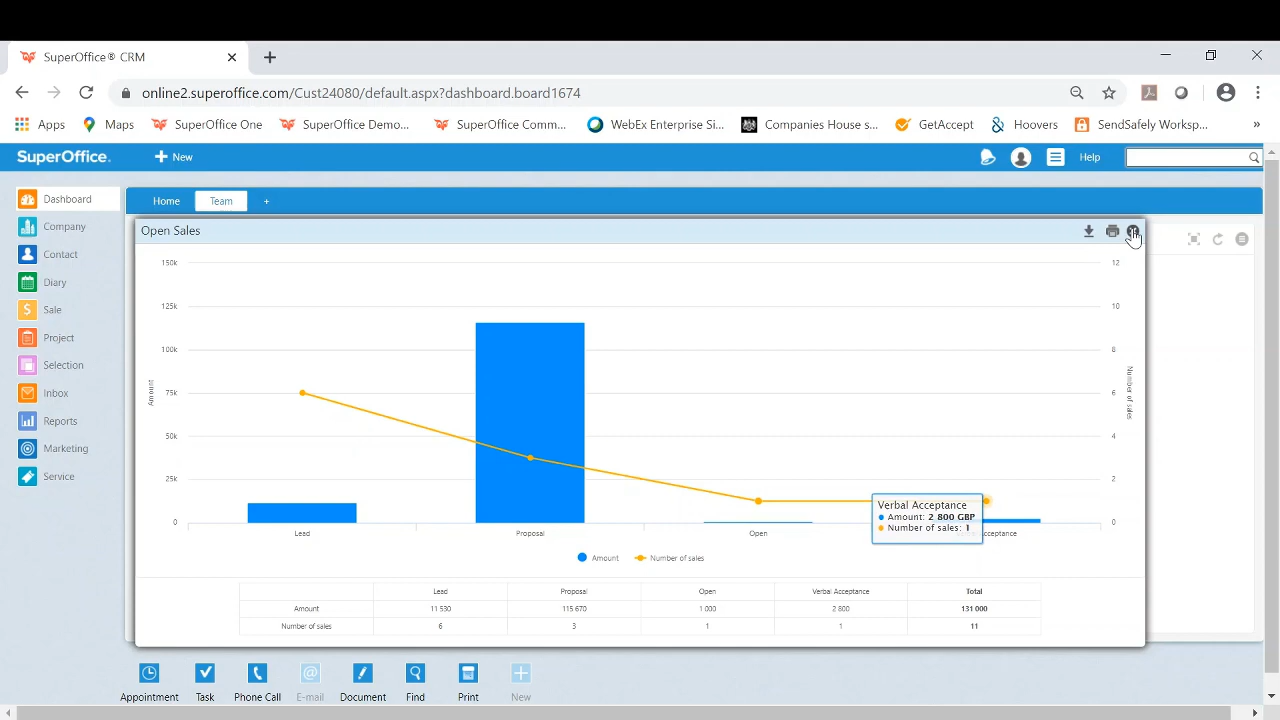 SuperOffice® CRM
online2.superoffice.com/Cust24080/default.aspx?dashboard.board1674
Apps Maps SuperOffice One SuperOffice Demo... SuperOffice Comm... WebEx Enterprise Si... Companies House s... GetAccept Hoovers SendSafely Worksp... »
SuperOffice. New Help
Dashboard
Company
Contact
Diary
Sale
Project
Selection
Inbox
Reports
Marketing
Service
Home Team +
Open Sales
150k
125k
100k
75k
50k
25k
0
Amount
12
10
8
6
4
2
0
Number of sales
Verbal Acceptance
Amount: 2 800 GBP
Number of sales: 1
Lead Proposal Open Acceptance
Amount Number of sales
Lead Proposal Open Verbal Acceptance Total
Amount 11 530 115 670 1 000 2 800 131 000
Number of sales 6 3 1 1 11
Appointment Task Phone Call E-mail Document Find Print New